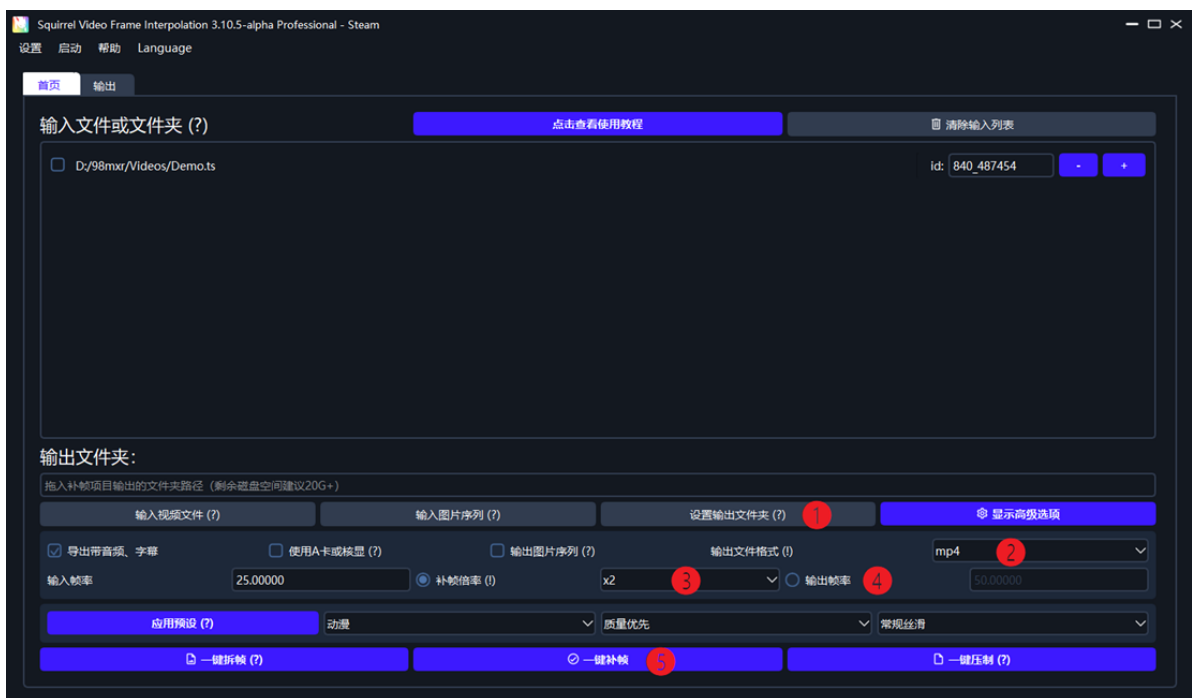 Squirrel Video Frame Interpolation 3.10.5-alpha Professional - Steam
设置 启动 帮助 Language
首页 输出
输入文件或文件夹 (?) 点击查看使用教程 清除输入列表
D:/98mxr/Videos/Demo.ts id: 840_487454 - +
输出文件夹:
拖入补帧项目输出的文件夹路径（剩余磁盘空间建议20G+）
输入视频文件 (?) 输入图片序列 (?) 设置输出文件夹 (?) 1 显示高级选项
导出带音频、字幕 使用A卡或核显 (?) 输出图片序列 (?) 输出文件格式 (!) mp4 2
输入帧率 25.00000 补帧倍率 (!) x2 3 输出帧率 4 50.00000
应用预设 (?) 动漫 质量优先 常规丝滑
一键拆帧 (?) 一键补帧 5 一键压制 (?)